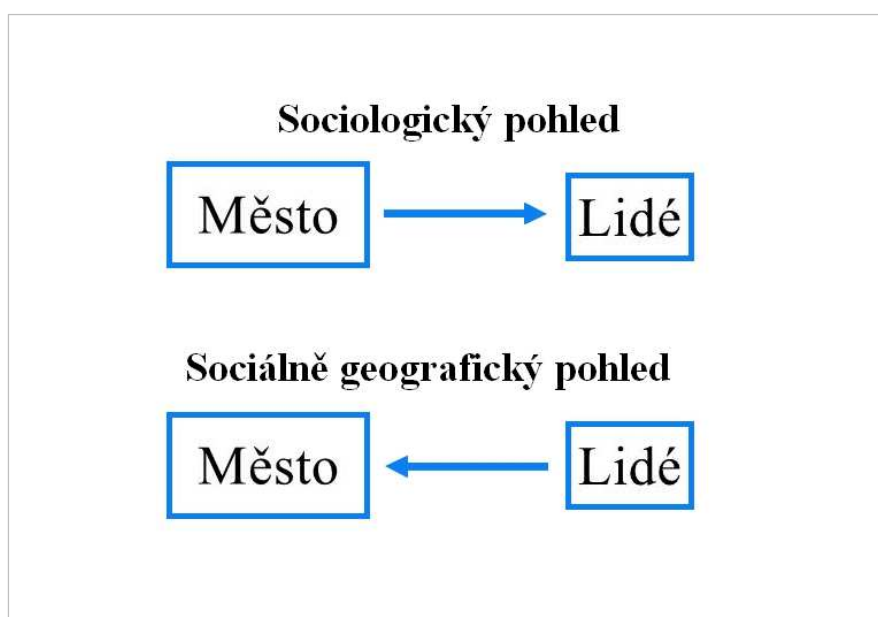 Sociologický pohled
Město Lidé
Sociálně geografický pohled
Město Lidé